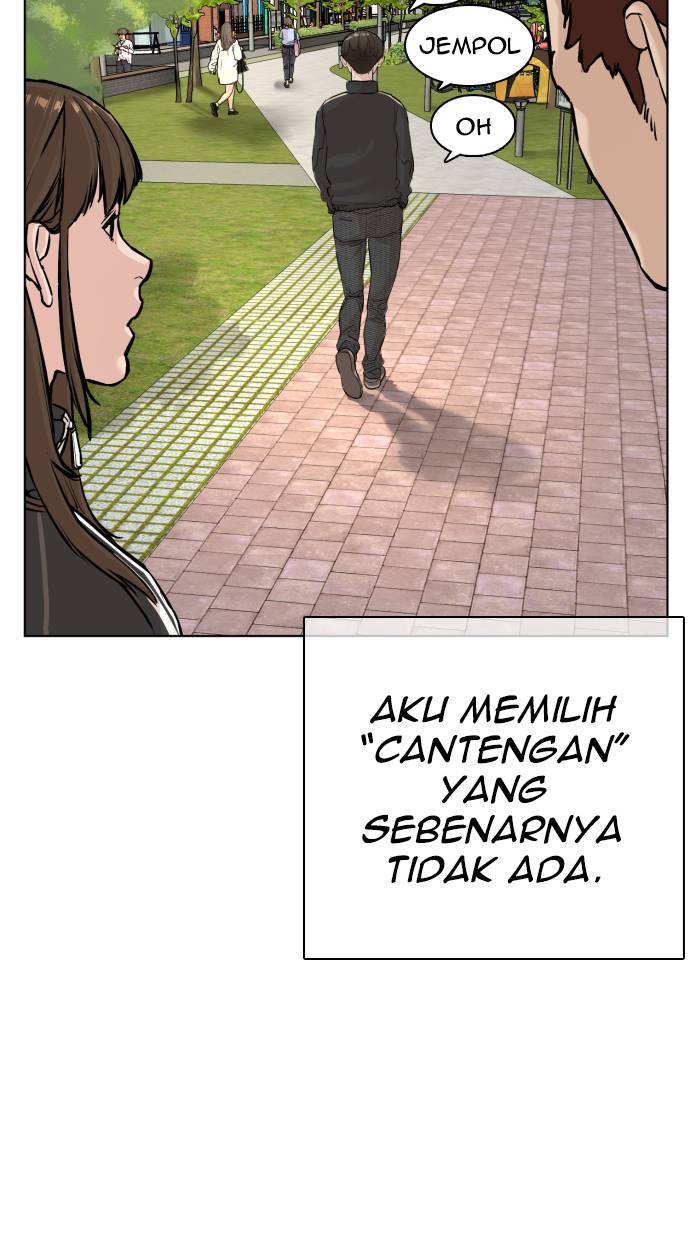 JEMPOL
OH
AKU MEMILIH
“CANTENGAN”
YANG
SEBENARNYA
TIDAK ADA.